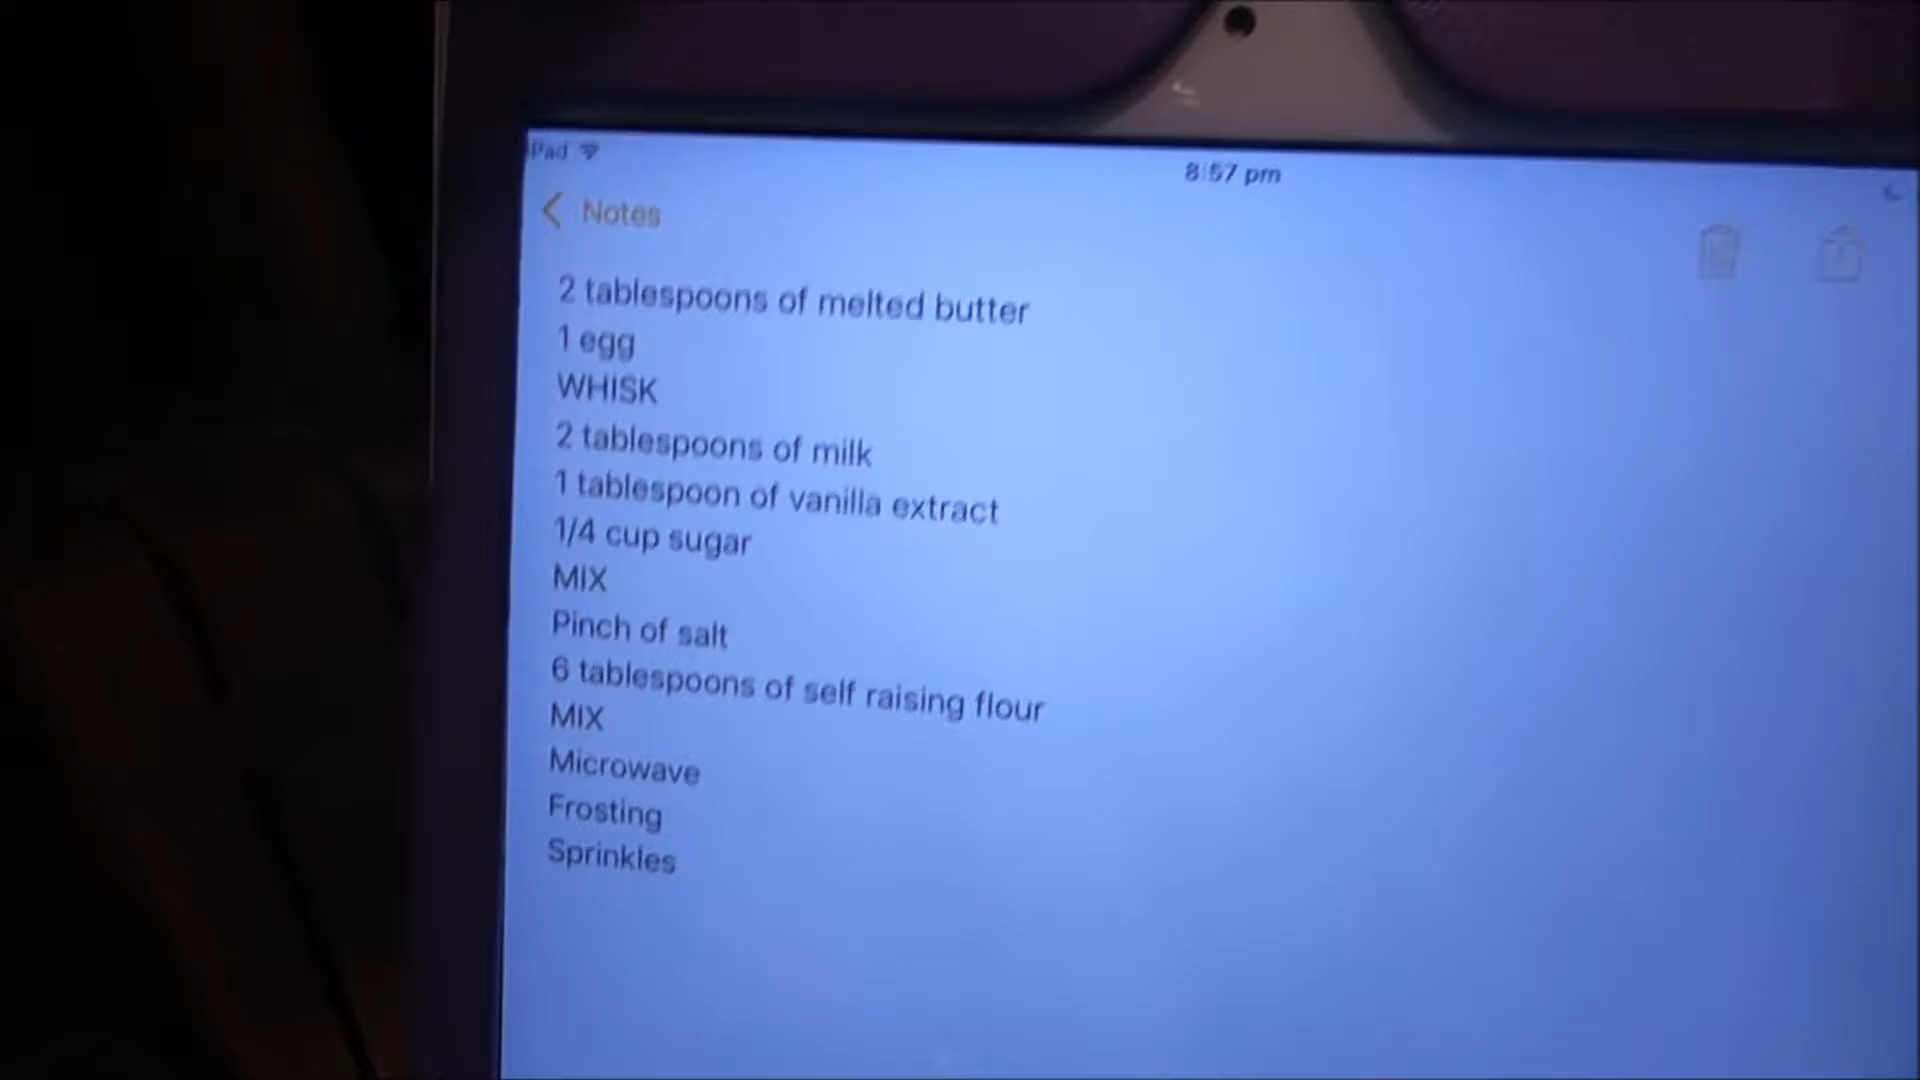 iPad
8:57 pm
Notes
2 tablespoons of melted butter
1 egg
WHISK
2 tablespoons of milk
1 tablespoon of vanilla extract
1/4 cup sugar
MIX
Pinch of salt
6 tablespoons of self raising flour
MIX
Microwave
Frosting
Sprinkles